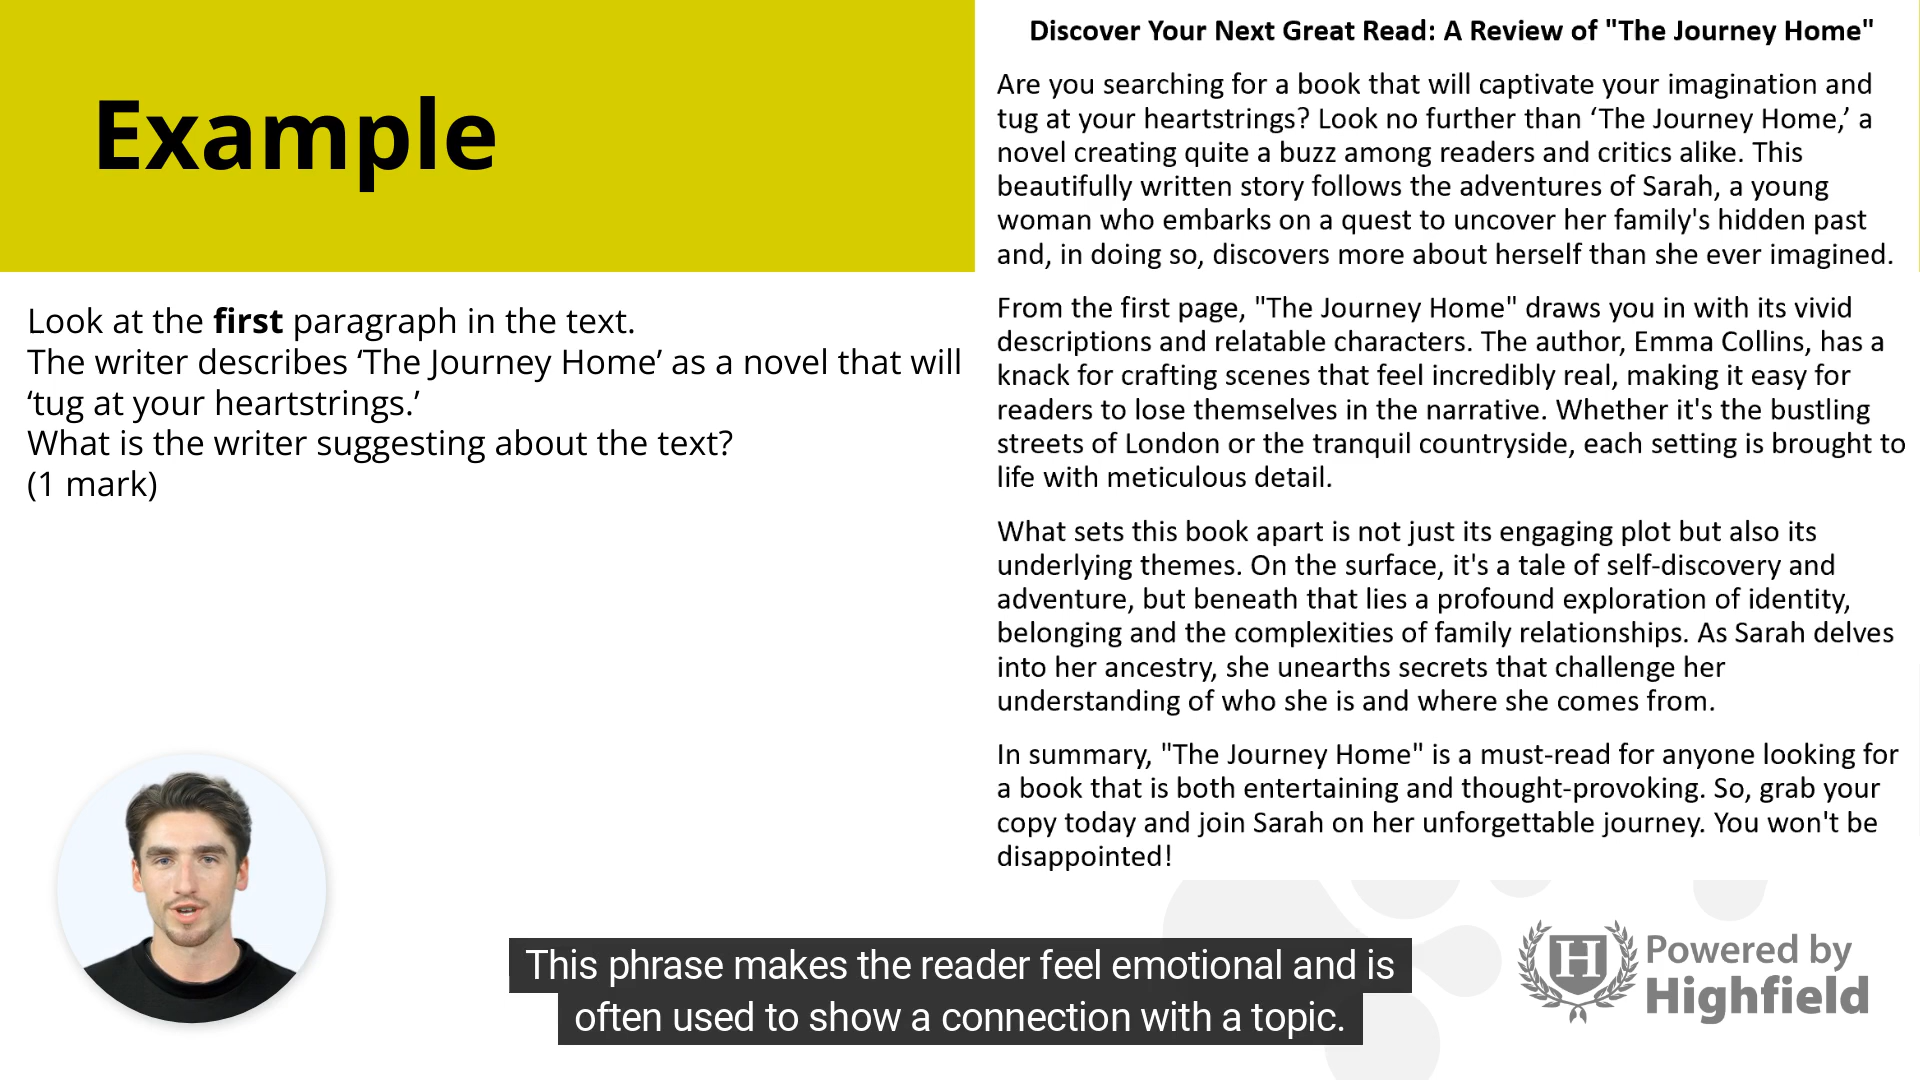 Example
Look at the first paragraph in the text.
The writer describes ‘The Journey Home’ as a novel that will
‘tug at your heartstrings.’
What is the writer suggesting about the text?
(1 mark)
Discover Your Next Great Read: A Review of "The Journey Home"
Are you searching for a book that will captivate your imagination and
tug at your heartstrings? Look no further than ‘The Journey Home,’ a
novel creating quite a buzz among readers and critics alike. This
beautifully written story follows the adventures of Sarah, a young
woman who embarks on a quest to uncover her family's hidden past
and, in doing so, discovers more about herself than she ever imagined.
From the first page, "The Journey Home" draws you in with its vivid
descriptions and relatable characters. The author, Emma Collins, has a
knack for crafting scenes that feel incredibly real, making it easy for
readers to lose themselves in the narrative. Whether it's the bustling
streets of London or the tranquil countryside, each setting is brought to
life with meticulous detail.
What sets this book apart is not just its engaging plot but also its
underlying themes. On the surface, it's a tale of self-discovery and
adventure, but beneath that lies a profound exploration of identity,
belonging and the complexities of family relationships. As Sarah delves
into her ancestry, she unearths secrets that challenge her
understanding of who she is and where she comes from.
In summary, "The Journey Home" is a must-read for anyone looking for
a book that is both entertaining and thought-provoking. So, grab your
copy today and join Sarah on her unforgettable journey. You won't be
disappointed!
This phrase makes the reader feel emotional and is
often used to show a connection with a topic.
H
Powered by
Highfield